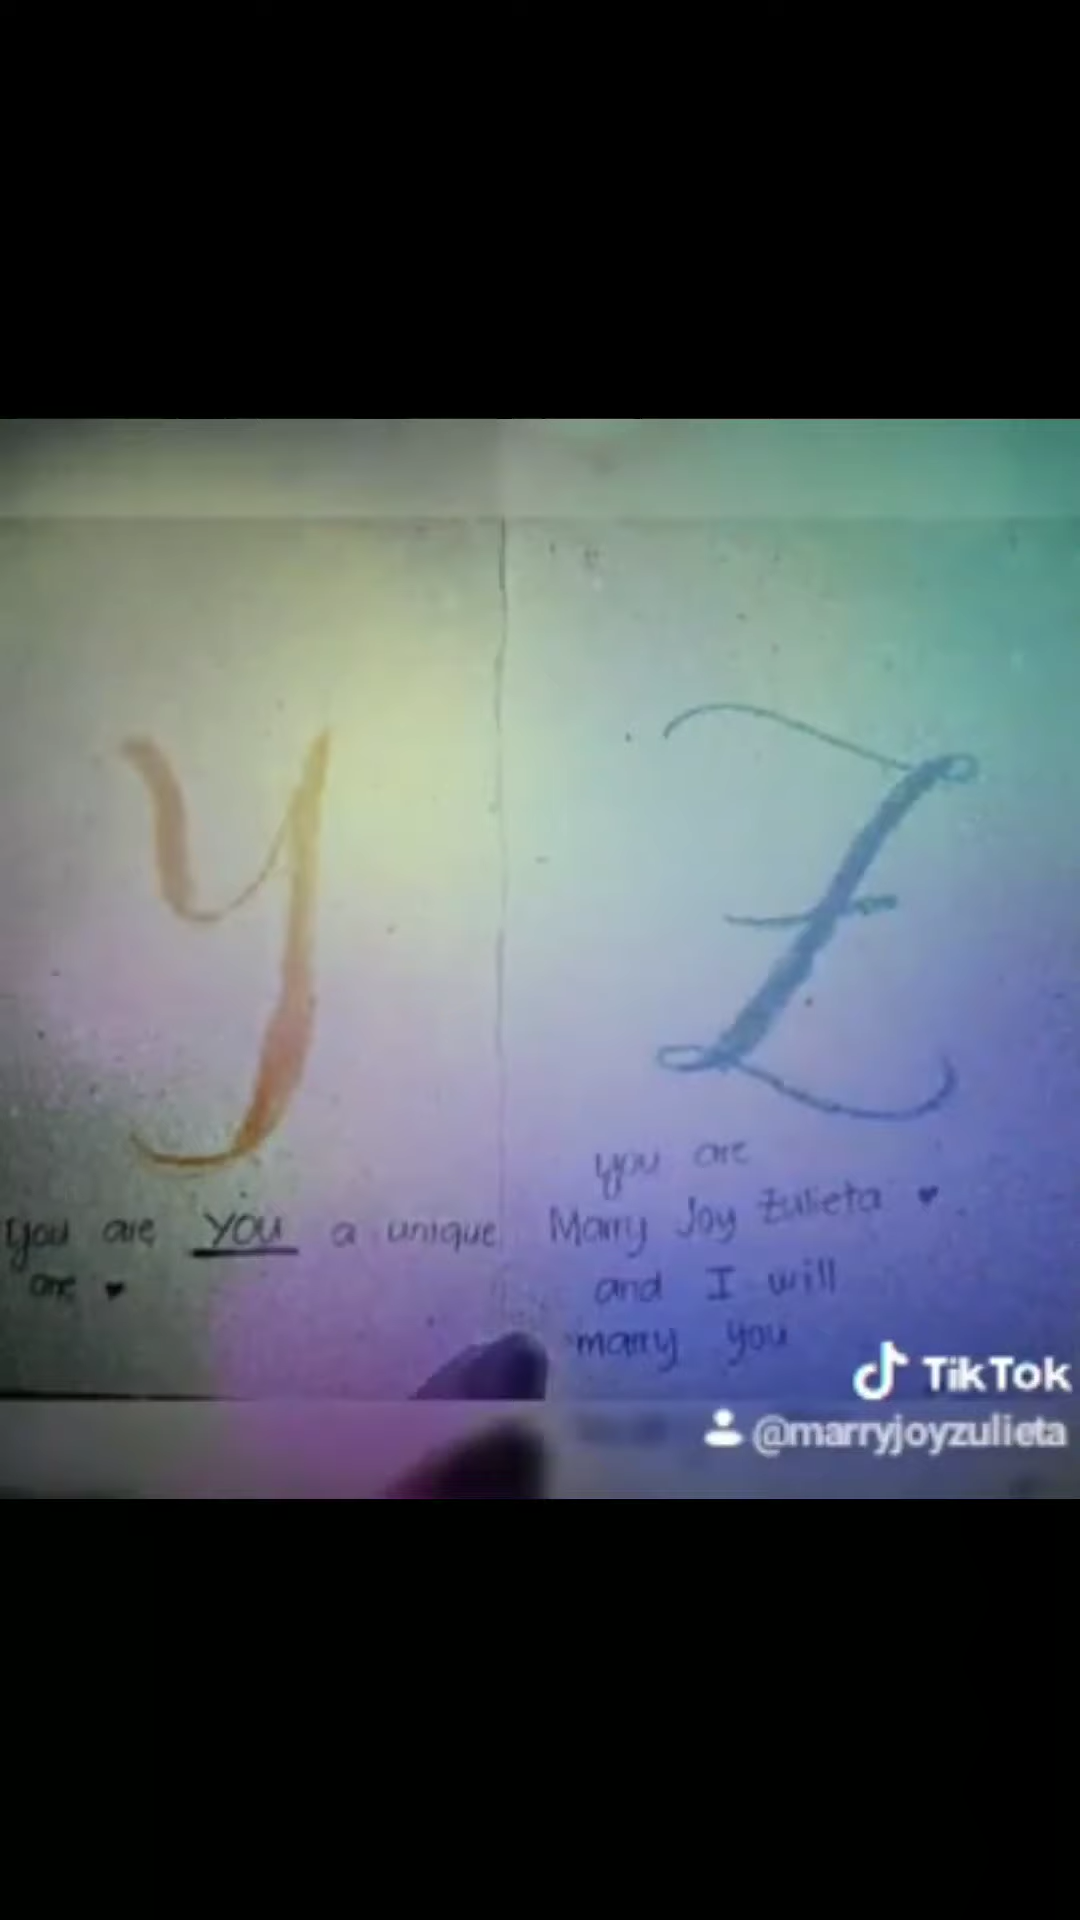 Y
You are YOU a unique
one ♥
Z
you are
Marry Joy Zulieta ♥
and I will
marry you
TikTok
@marryjoyzulieta